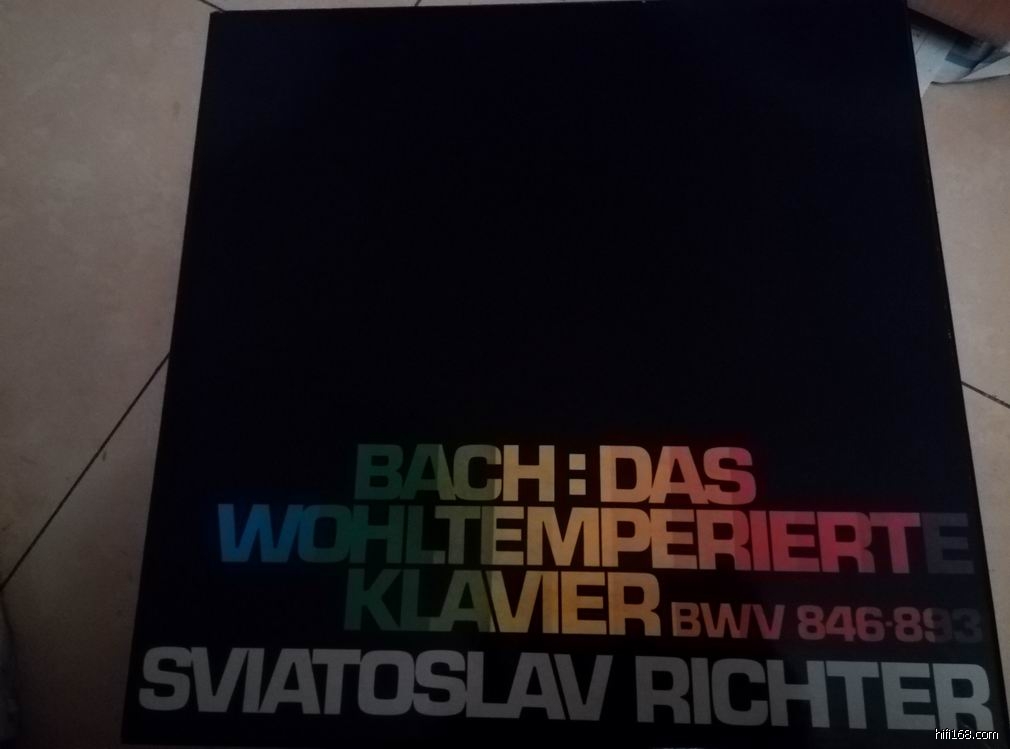 BACH: DAS
WOHLTEMPERIERTE
KLAVIER BWV 846-893
SVIATOSLAV RICHTER
hifi168.com